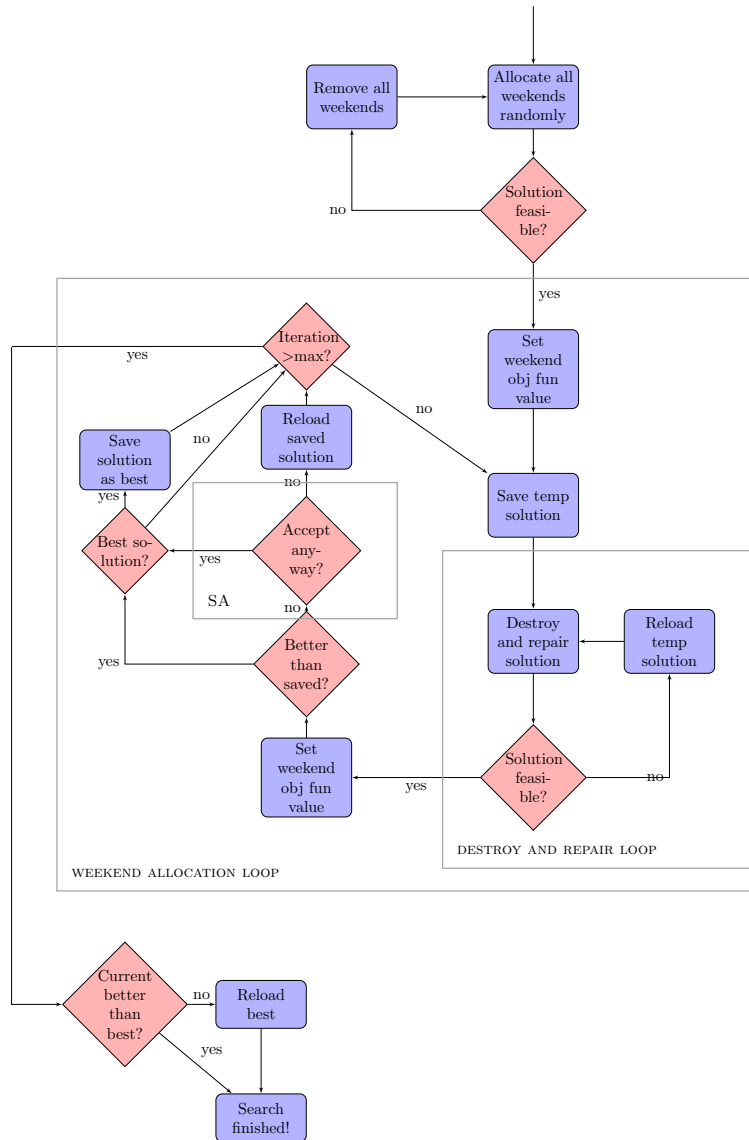 Remove all
weekends
Allocate all
weekends
randomly
Solution
feasi-
ble?
no
yes
Iteration
>max?
yes
Set
weekend
obj fun
value
no
Reload
saved
solution
Save
solution
as best
no
no
yes
Save temp
solution
Best so-
lution?
Accept
any-
way?
yes
SA
no
Destroy
and repair
solution
Reload
temp
solution
Better
than
saved?
yes
Set
weekend
obj fun
value
Solution
feasi-
ble?
no
yes
DESTROY AND REPAIR LOOP
WEEKEND ALLOCATION LOOP
Current
better
than
best?
no
Reload
best
yes
Search
finished!